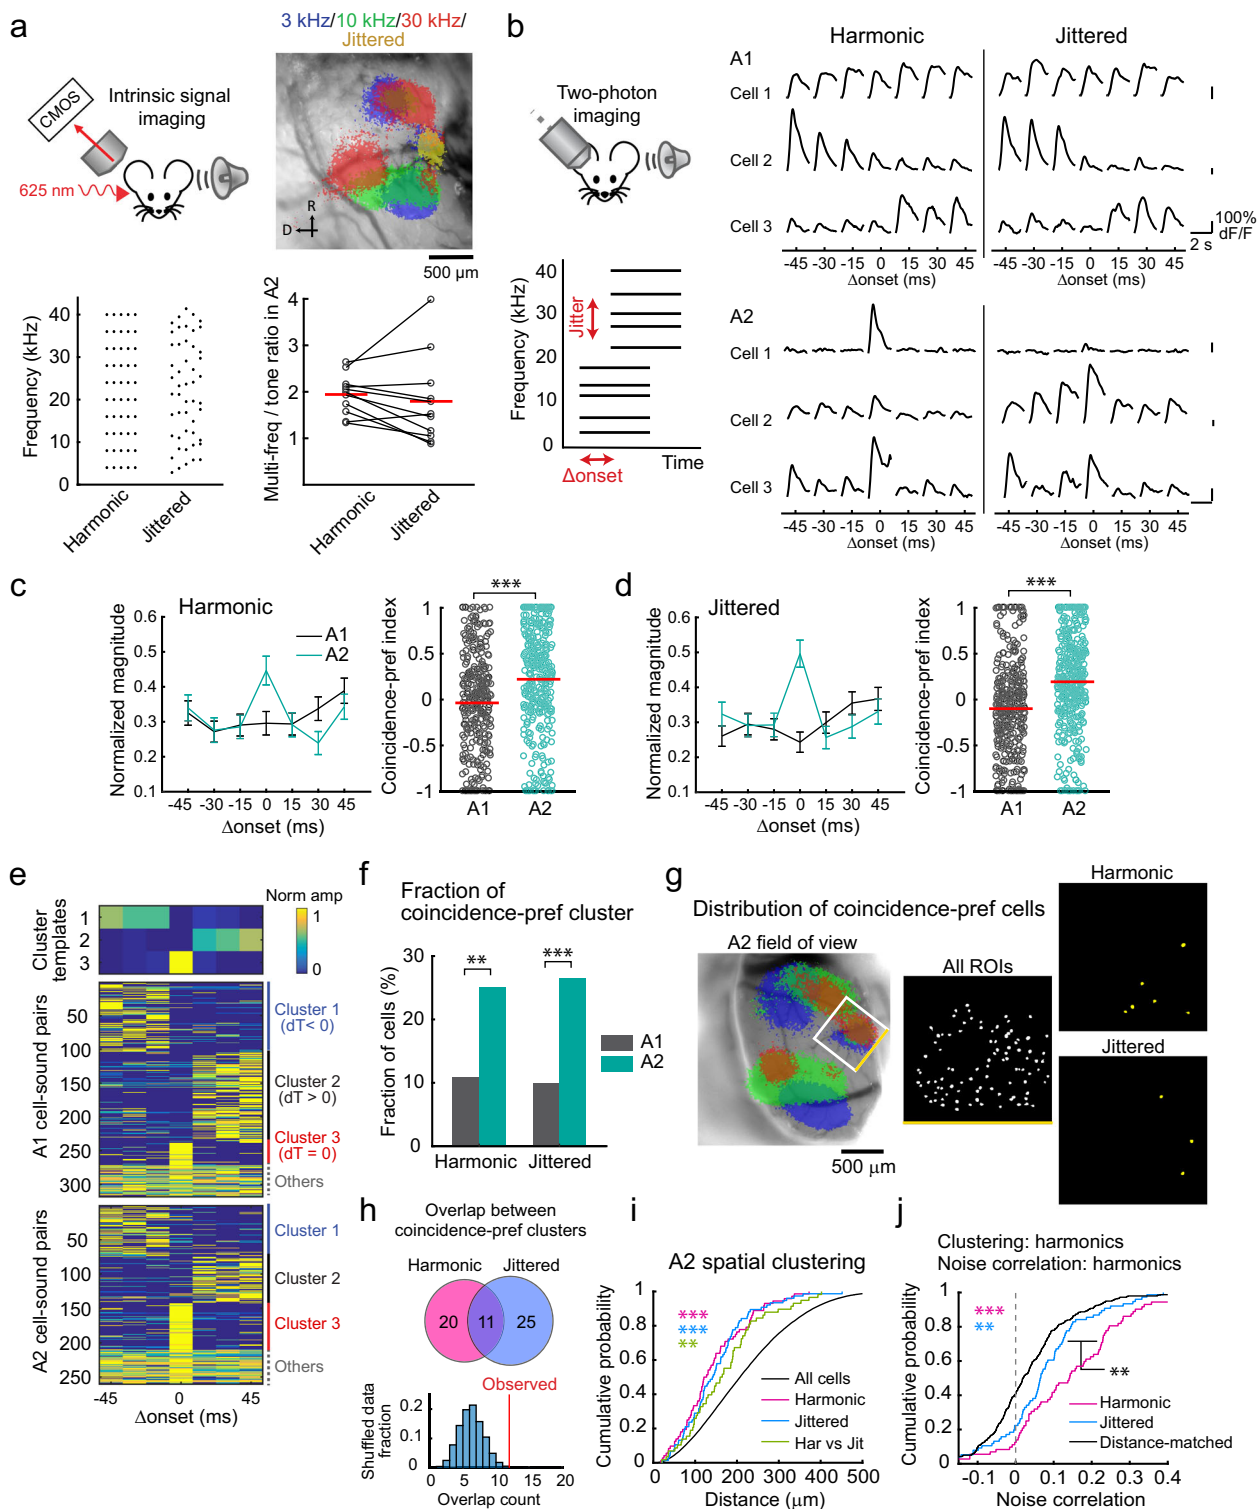 a
3 kHz/10 kHz/30 kHz/
Jittered
CMOS
Intrinsic signal
imaging
625 nm
R
D
500 µm
Frequency (kHz)
40
30
20
10
0
Harmonic
Jittered
Multi-freq / tone ratio in A2
4
3
2
1
Harmonic
Jittered
b
Two-photon
imaging
Frequency (kHz)
40
30
20
10
0
Jitter
Time
Δonset
Harmonic
Jittered
A1
Cell 1
Cell 2
Cell 3
100%
dF/F
2 s
-45 -30 -15 0 15 30 45
Δonset (ms)
-45 -30 -15 0 15 30 45
Δonset (ms)
A2
Cell 1
Cell 2
Cell 3
-45 -30 -15 0 15 30 45
Δonset (ms)
-45 -30 -15 0 15 30 45
Δonset (ms)
c
Harmonic
Normalized magnitude
0.6
0.5
0.4
0.3
0.2
0.1
A1
A2
-45 -30 -15 0 15 30 45
Δonset (ms)
Coincidence-pref index
1
0.5
0
-0.5
-1
***
A1 A2
d
Jittered
Normalized magnitude
0.6
0.5
0.4
0.3
0.2
0.1
-45 -30 -15 0 15 30 45
Δonset (ms)
Coincidence-pref index
1
0.5
0
-0.5
-1
***
A1 A2
e
Norm amp
1
0
Cluster
templates
1
2
3
A1 cell-sound pairs
50
100
150
200
250
300
Cluster 1
(dT< 0)
Cluster 2
(dT > 0)
Cluster 3
(dT = 0)
Others
A2 cell-sound pairs
50
100
150
200
250
Cluster 1
Cluster 2
Cluster 3
Others
-45 0 45
Δonset (ms)
f
Fraction of
coincidence-pref cluster
Fraction of cells (%)
30
20
10
0
**
***
A1
A2
Harmonic Jittered
g
Distribution of coincidence-pref cells
A2 field of view
500 µm
All ROIs
Harmonic
Jittered
h
Overlap between
coincidence-pref clusters
Harmonic
Jittered
20 11 25
Observed
Shuffled data
fraction
0.2
0.1
0
0 5 10 15 20
Overlap count
i
A2 spatial clustering
Cumulative probability
1
0.8
0.6
0.4
0.2
0
***
***
**
All cells
Harmonic
Jittered
Har vs Jit
0 100 200 300 400 500
Distance (µm)
j
Clustering: harmonics
Noise correlation: harmonics
Cumulative probability
1
0.8
0.6
0.4
0.2
0
***
**
**
Harmonic
Jittered
Distance-matched
-0.1 0 0.1 0.2 0.3 0.4
Noise correlation